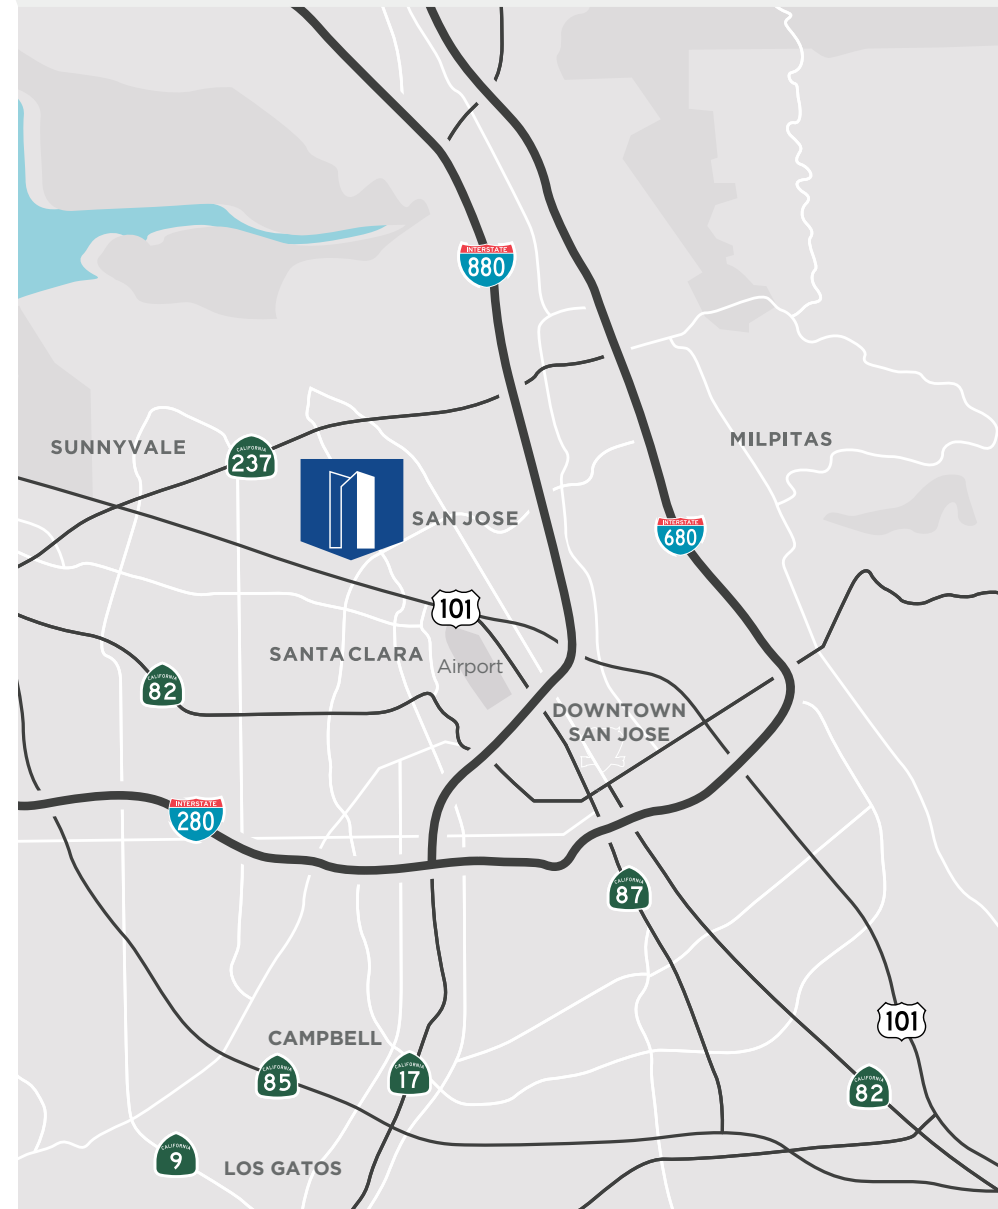 INTERSTATE
880
SUNNYVALE
CALIFORNIA
237
MILPITAS
SAN JOSE
INTERSTATE
680
101
SANTA CLARA
Airport
CALIFORNIA
82
DOWNTOWN
SAN JOSE
INTERSTATE
280
CALIFORNIA
87
101
CAMPBELL
CALIFORNIA
85
CALIFORNIA
17
CALIFORNIA
82
CALIFORNIA
9
LOS GATOS